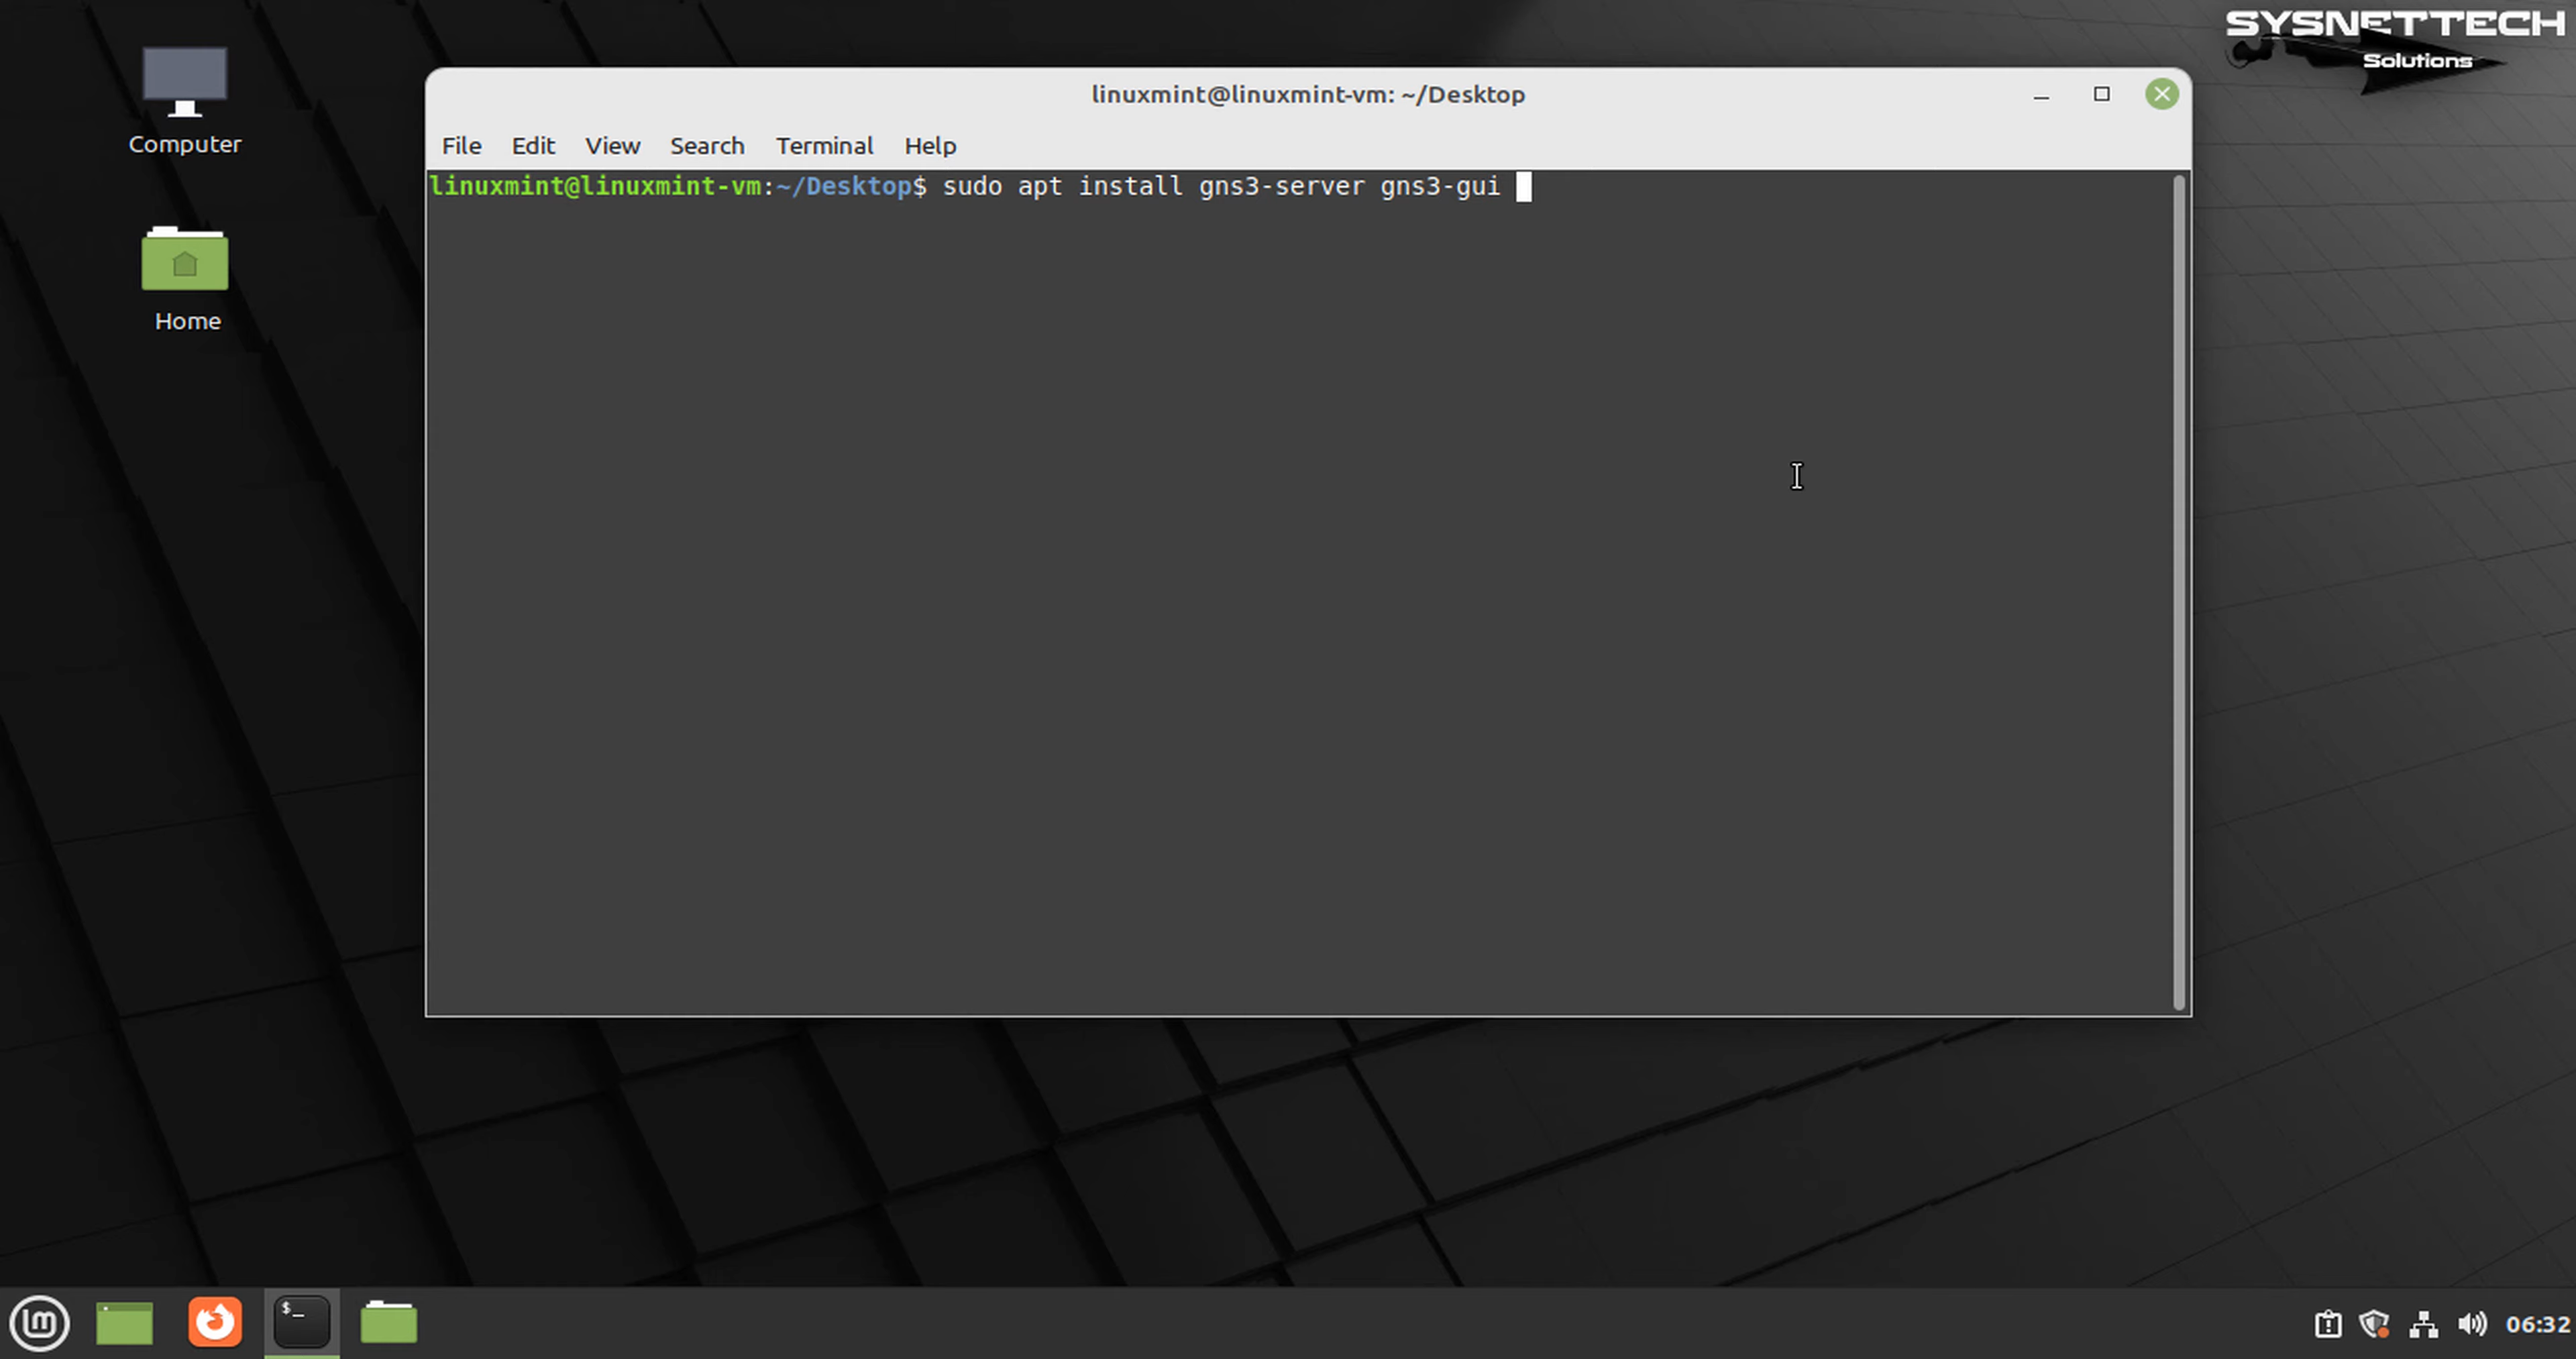 SYSNETTECH
Solutions
Computer
Home
linuxmint@linuxmint-vm: ~/Desktop
File Edit View Search Terminal Help
linuxmint@linuxmint-vm:~/Desktop$ sudo apt install gns3-server gns3-gui
$_
lm
06:32